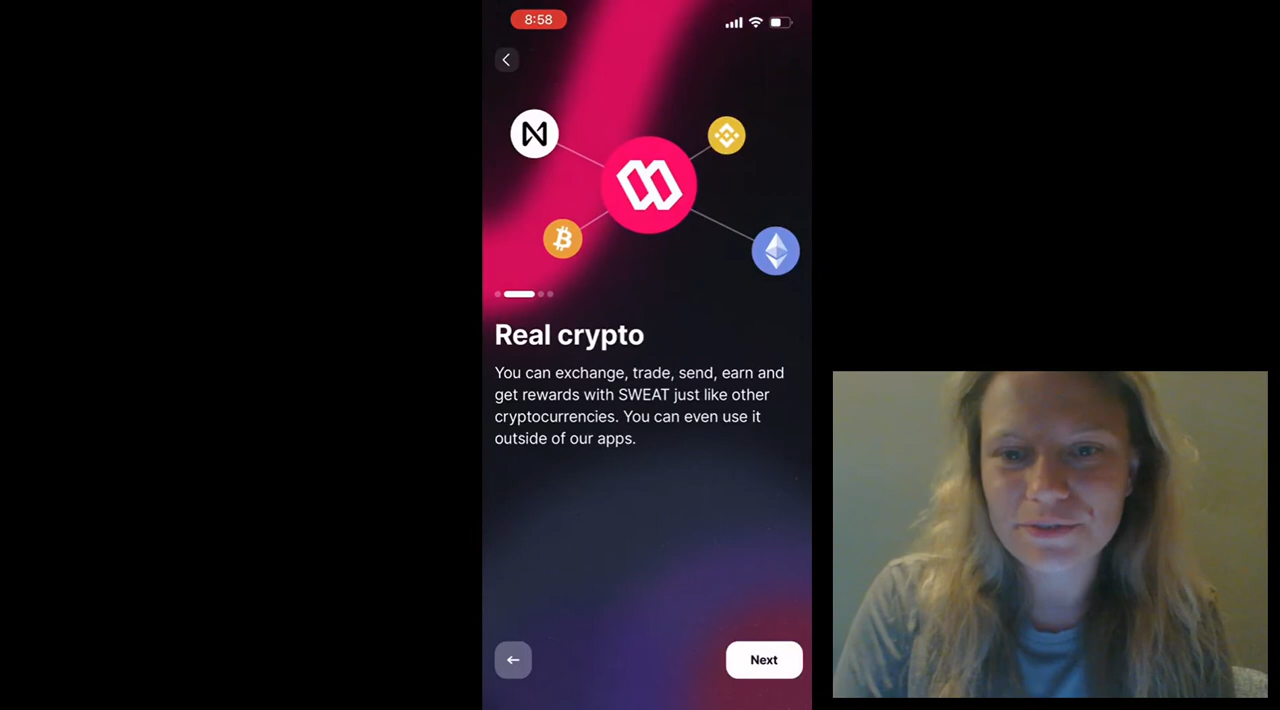 8:58
Real crypto
You can exchange, trade, send, earn and
get rewards with SWEAT just like other
cryptocurrencies. You can even use it
outside of our apps.
Next